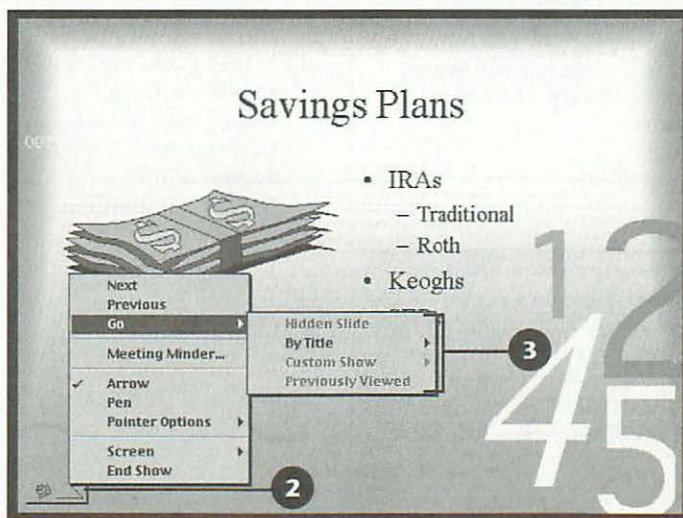 Savings Plans
• IRAs
– Traditional
– Roth
• Keoghs
Next
Previous
Go
Meeting Minder...
✓ Arrow
Pen
Pointer Options
Screen
End Show
Hidden Slide
By Title
Custom Show
Previously Viewed
3
2
12
45